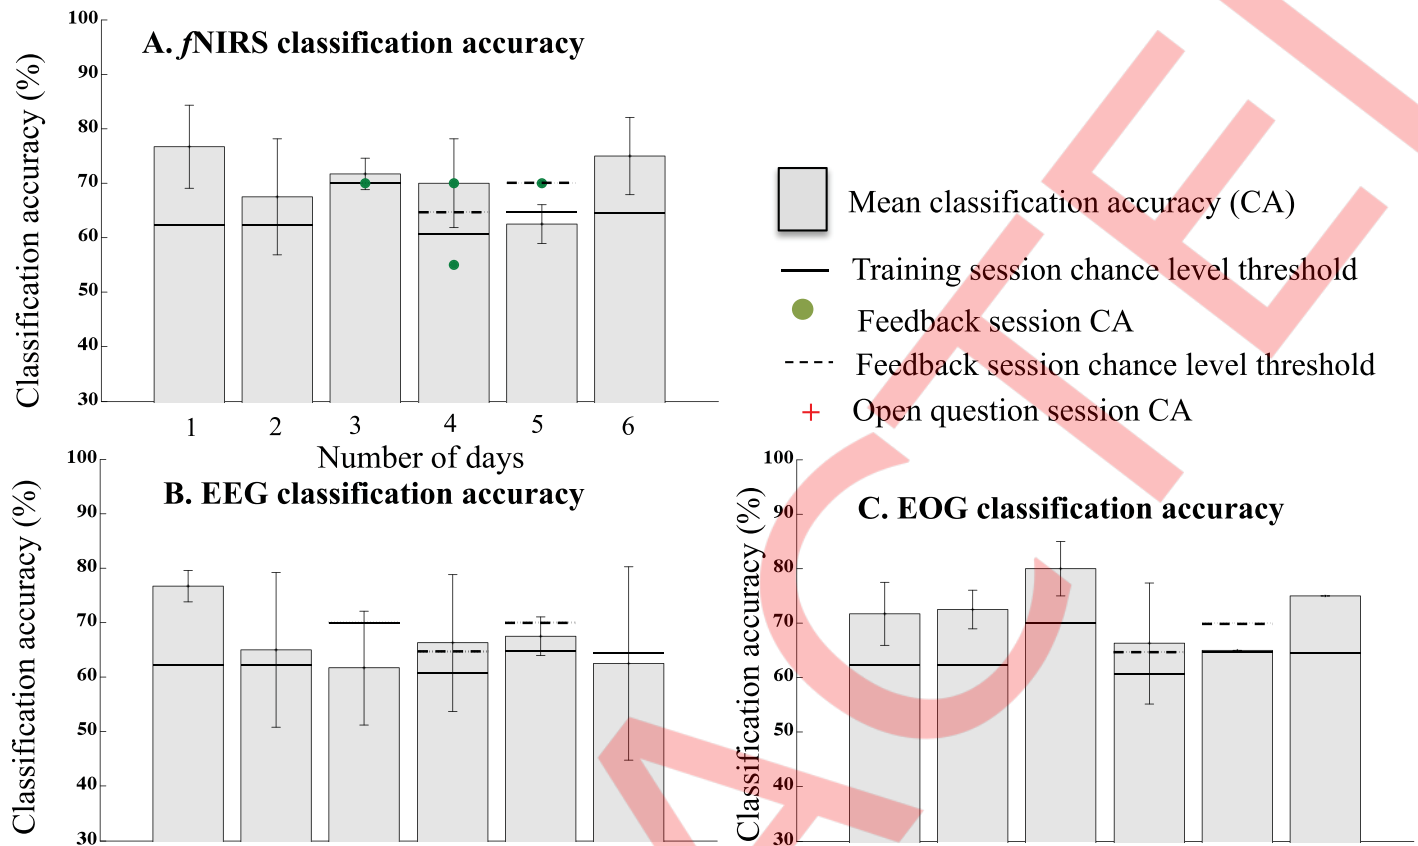 A. fNIRS classification accuracy
Classification accuracy (%)
100
90
80
70
60
50
40
30
1 2 3 4 5 6
Number of days
Mean classification accuracy (CA)
Training session chance level threshold
Feedback session CA
Feedback session chance level threshold
Open question session CA
B. EEG classification accuracy
Classification accuracy (%)
100
90
80
70
60
50
40
30
C. EOG classification accuracy
Classification accuracy (%)
100
90
80
70
60
50
40
30
ACTE